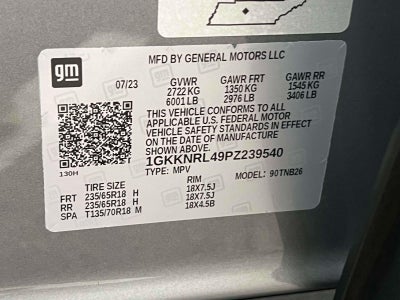 gm
MFD BY GENERAL MOTORS LLC
07/23 GVWR GAWR FRT GAWR RR
2722 KG 1350 KG 1545 KG
6001 LB 2976 LB 3406 LB
THIS VEHICLE CONFORMS TO ALL
APPLICABLE U.S. FEDERAL MOTOR
VEHICLE SAFETY STANDARDS IN EFFECT
ON THE DATE OF MANUFACTURE
SHOWN ABOVE.
1GKKNRL49PZ239540
130H TYPE: MPV MODEL: 90TNB26
TIRE SIZE RIM
FRT 235/65R18 H 18X7.5J
RR 235/65R18 H 18X7.5J
SPA T135/70R18 M 18X4.5B